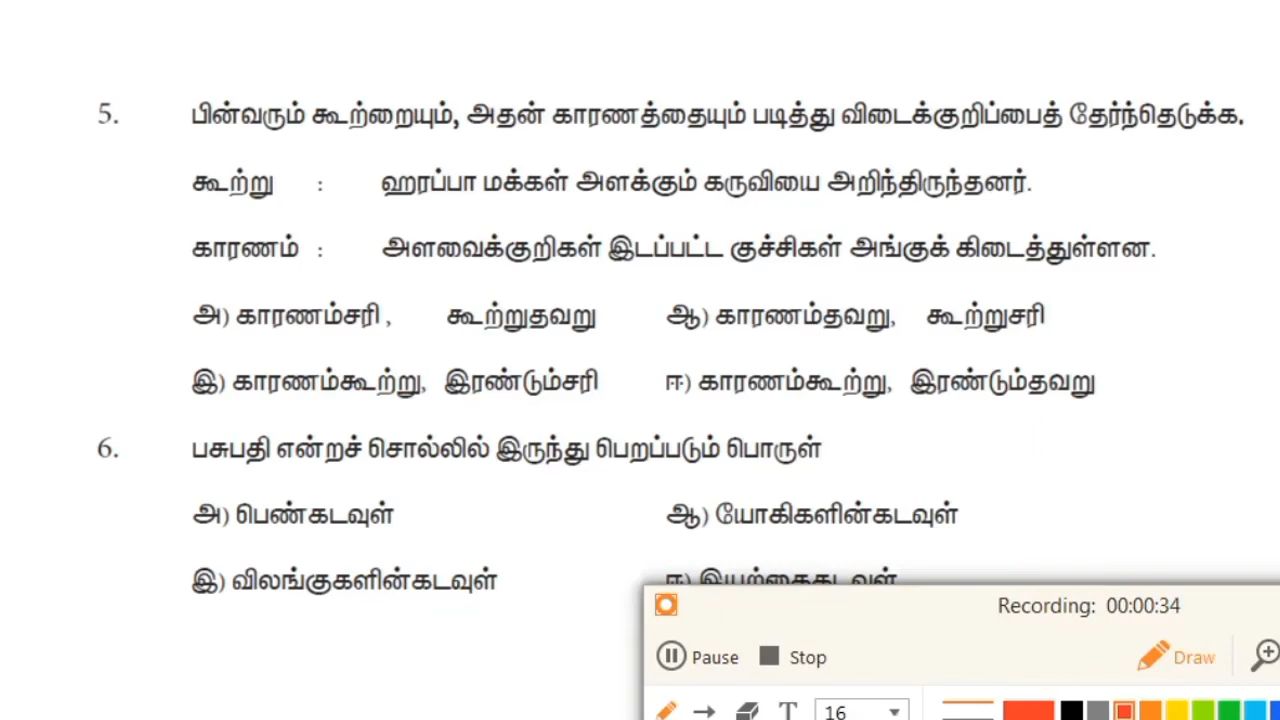 5. பின்வரும் கூற்றையும், அதன் காரணத்தையும் படித்து விடைக்குறிப்பைத் தேர்ந்தெடுக்க.
கூற்று : ஹரப்பா மக்கள் அளக்கும் கருவியை அறிந்திருந்தனர்.
காரணம் : அளவைக்குறிகள் இடப்பட்ட குச்சிகள் அங்குக் கிடைத்துள்ளன.
அ) காரணம்சரி , கூற்றுதவறு ஆ) காரணம்தவறு, கூற்றுசரி
இ) காரணம்கூற்று, இரண்டும்சரி ஈ) காரணம்கூற்று, இரண்டும்தவறு
6. பசுபதி என்றச் சொல்லில் இருந்து பெறப்படும் பொருள்
அ) பெண்கடவுள் ஆ) யோகிகளின்கடவுள்
இ) விலங்குகளின்கடவுள் ஈ) இயற்கைகடவுள்
Recording: 00:00:34
Pause Stop Draw
T 16